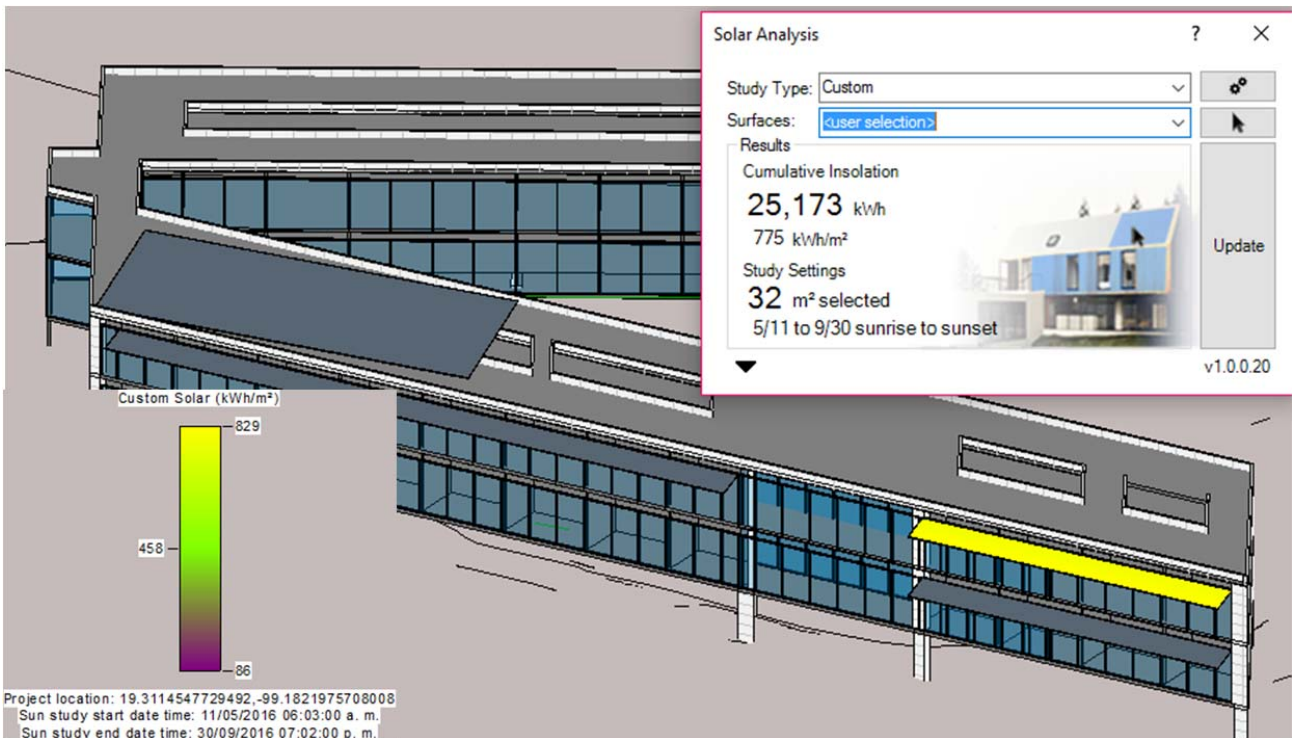 Solar Analysis
?
Study Type: Custom
Surfaces: <user selection>
Results
Cumulative Insolation
25,173 kWh
775 kWh/m²
Study Settings
32 m² selected
5/11 to 9/30 sunrise to sunset
Update
v1.0.0.20
Custom Solar (kWh/m²)
829
458
86
Project location: 19.3114547729492,-99.1821975708008
Sun study start date time: 11/05/2016 06:03:00 a. m.
Sun study end date time: 30/09/2016 07:02:00 p. m.